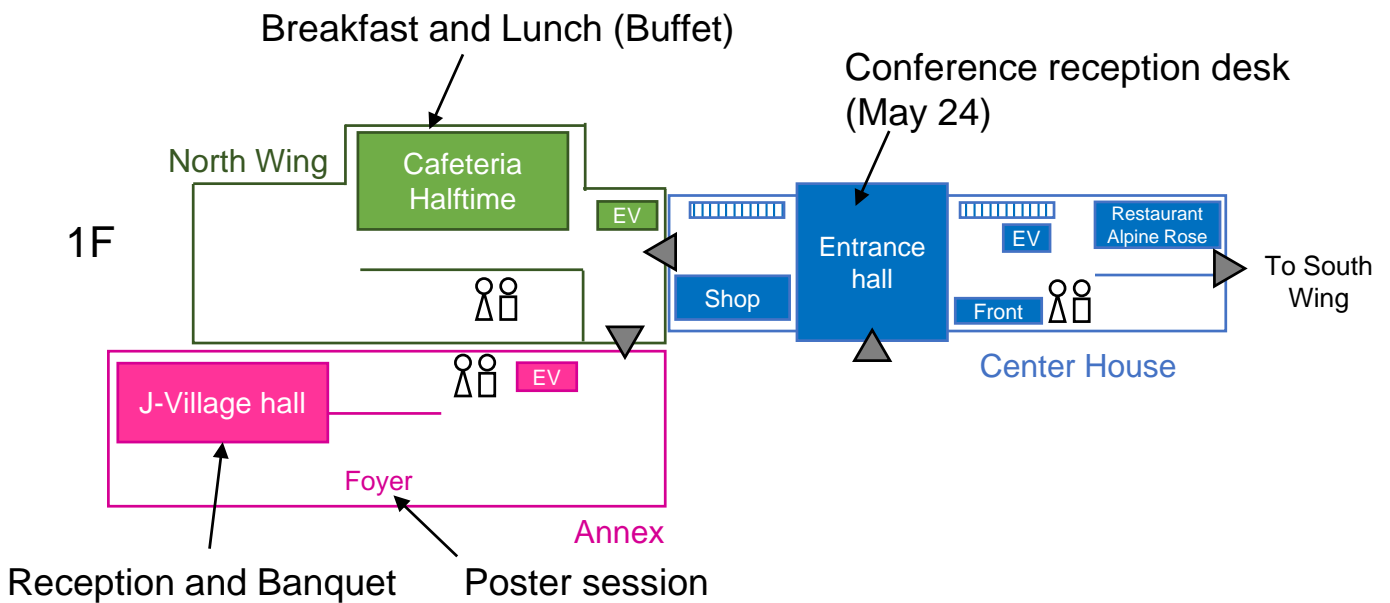 Breakfast and Lunch (Buffet)
Conference reception desk
(May 24)
North Wing
Cafeteria
Halftime
EV
1F
Entrance
hall
EV
Restaurant
Alpine Rose
To South
Wing
Shop
Front
Center House
J-Village hall
EV
Foyer
Annex
Reception and Banquet
Poster session